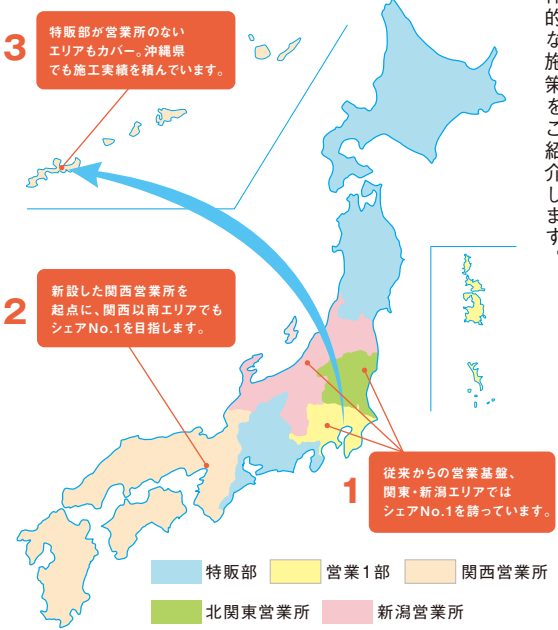 的な施策をご紹介します。
3
特販部が営業所のない
エリアもカバー。沖縄県
でも施工実績を積んでいます。
2
新設した関西営業所を
起点に、関西以南エリアでも
シェアNo.1を目指します。
1
従来からの営業基盤、
関東・新潟エリアでは
シェアNo.1を誇っています。
特販部
営業1部
関西営業所
北関東営業所
新潟営業所